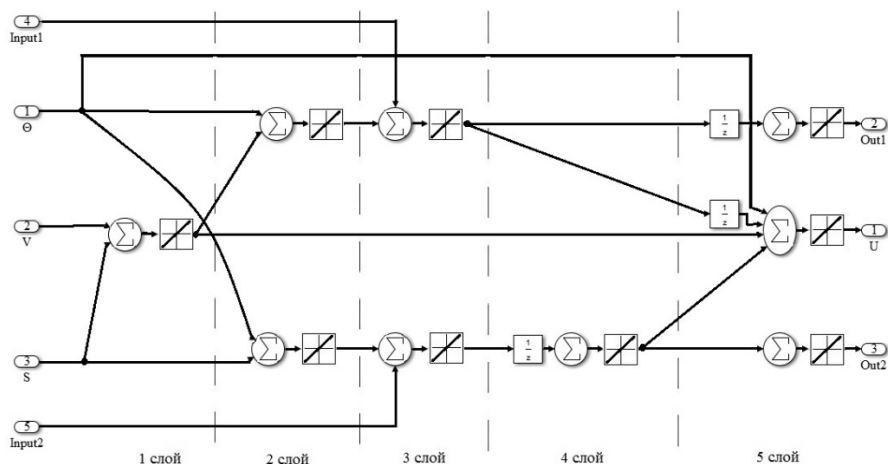 4
Input1
1
Θ
Σ
Σ
1
z
Σ
2
Out1
1
z
2
V
Σ
Σ
1
U
3
S
Σ
Σ
1
z
Σ
Σ
3
Out2
5
Input2
1 слой
2 слой
3 слой
4 слой
5 слой